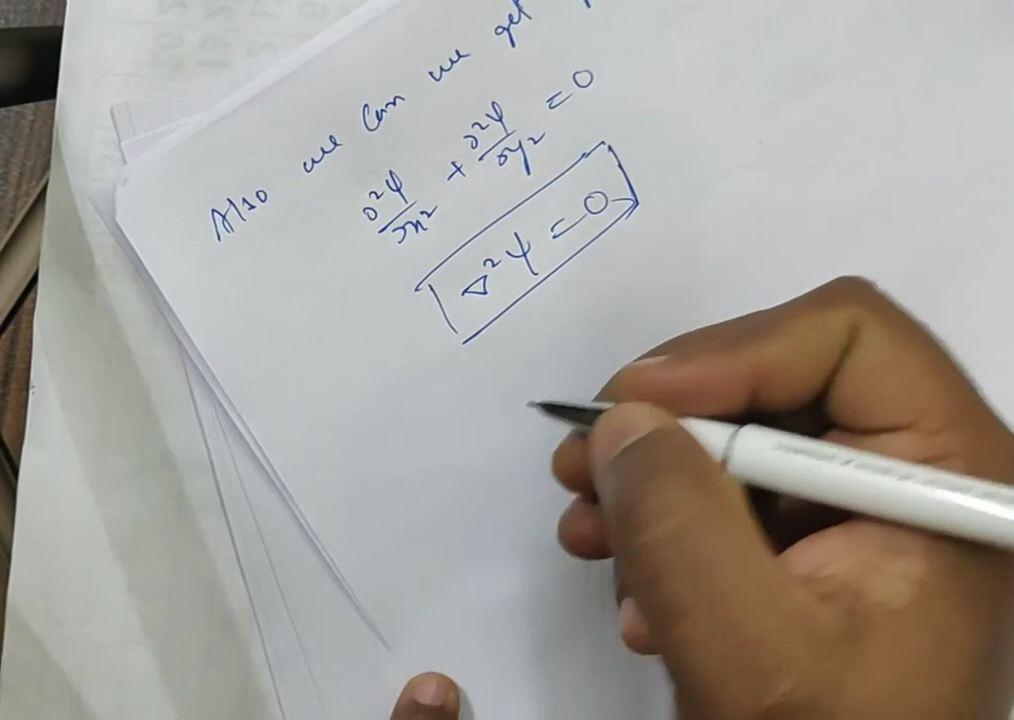 Also we can we get
∂²ψ/∂x² + ∂²ψ/∂y² = 0
∇²ψ = 0